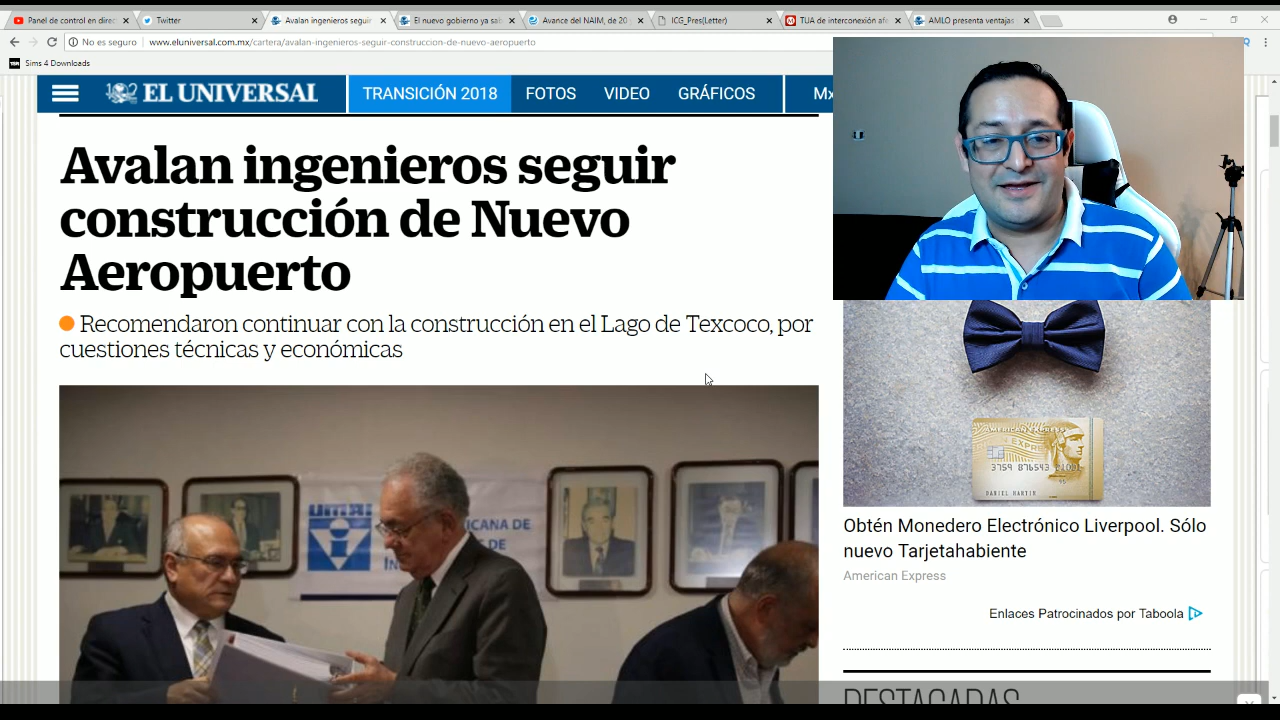 Panel de control en direc
Twitter
Avalan ingenieros seguir
El nuevo gobierno ya sab
Avance del NAIM, de 20
ICG_Pres(Letter)
TUA de interconexión afe
AMLO presenta ventajas
No es seguro
www.eluniversal.com.mx/cartera/avalan-ingenieros-seguir-construccion-de-nuevo-aeropuerto
Sims 4 Downloads
EL UNIVERSAL
TRANSICIÓN 2018
FOTOS
VIDEO
GRÁFICOS
Avalan ingenieros seguir
construcción de Nuevo
Aeropuerto
Recomendaron continuar con la construcción en el Lago de Texcoco, por
cuestiones técnicas y económicas
ICANA DE
AMERICAN EXPRESS
DANIEL MARTIN
Obtén Monedero Electrónico Liverpool. Sólo
nuevo Tarjetahabiente
American Express
Enlaces Patrocinados por Taboola
DESTACADAS